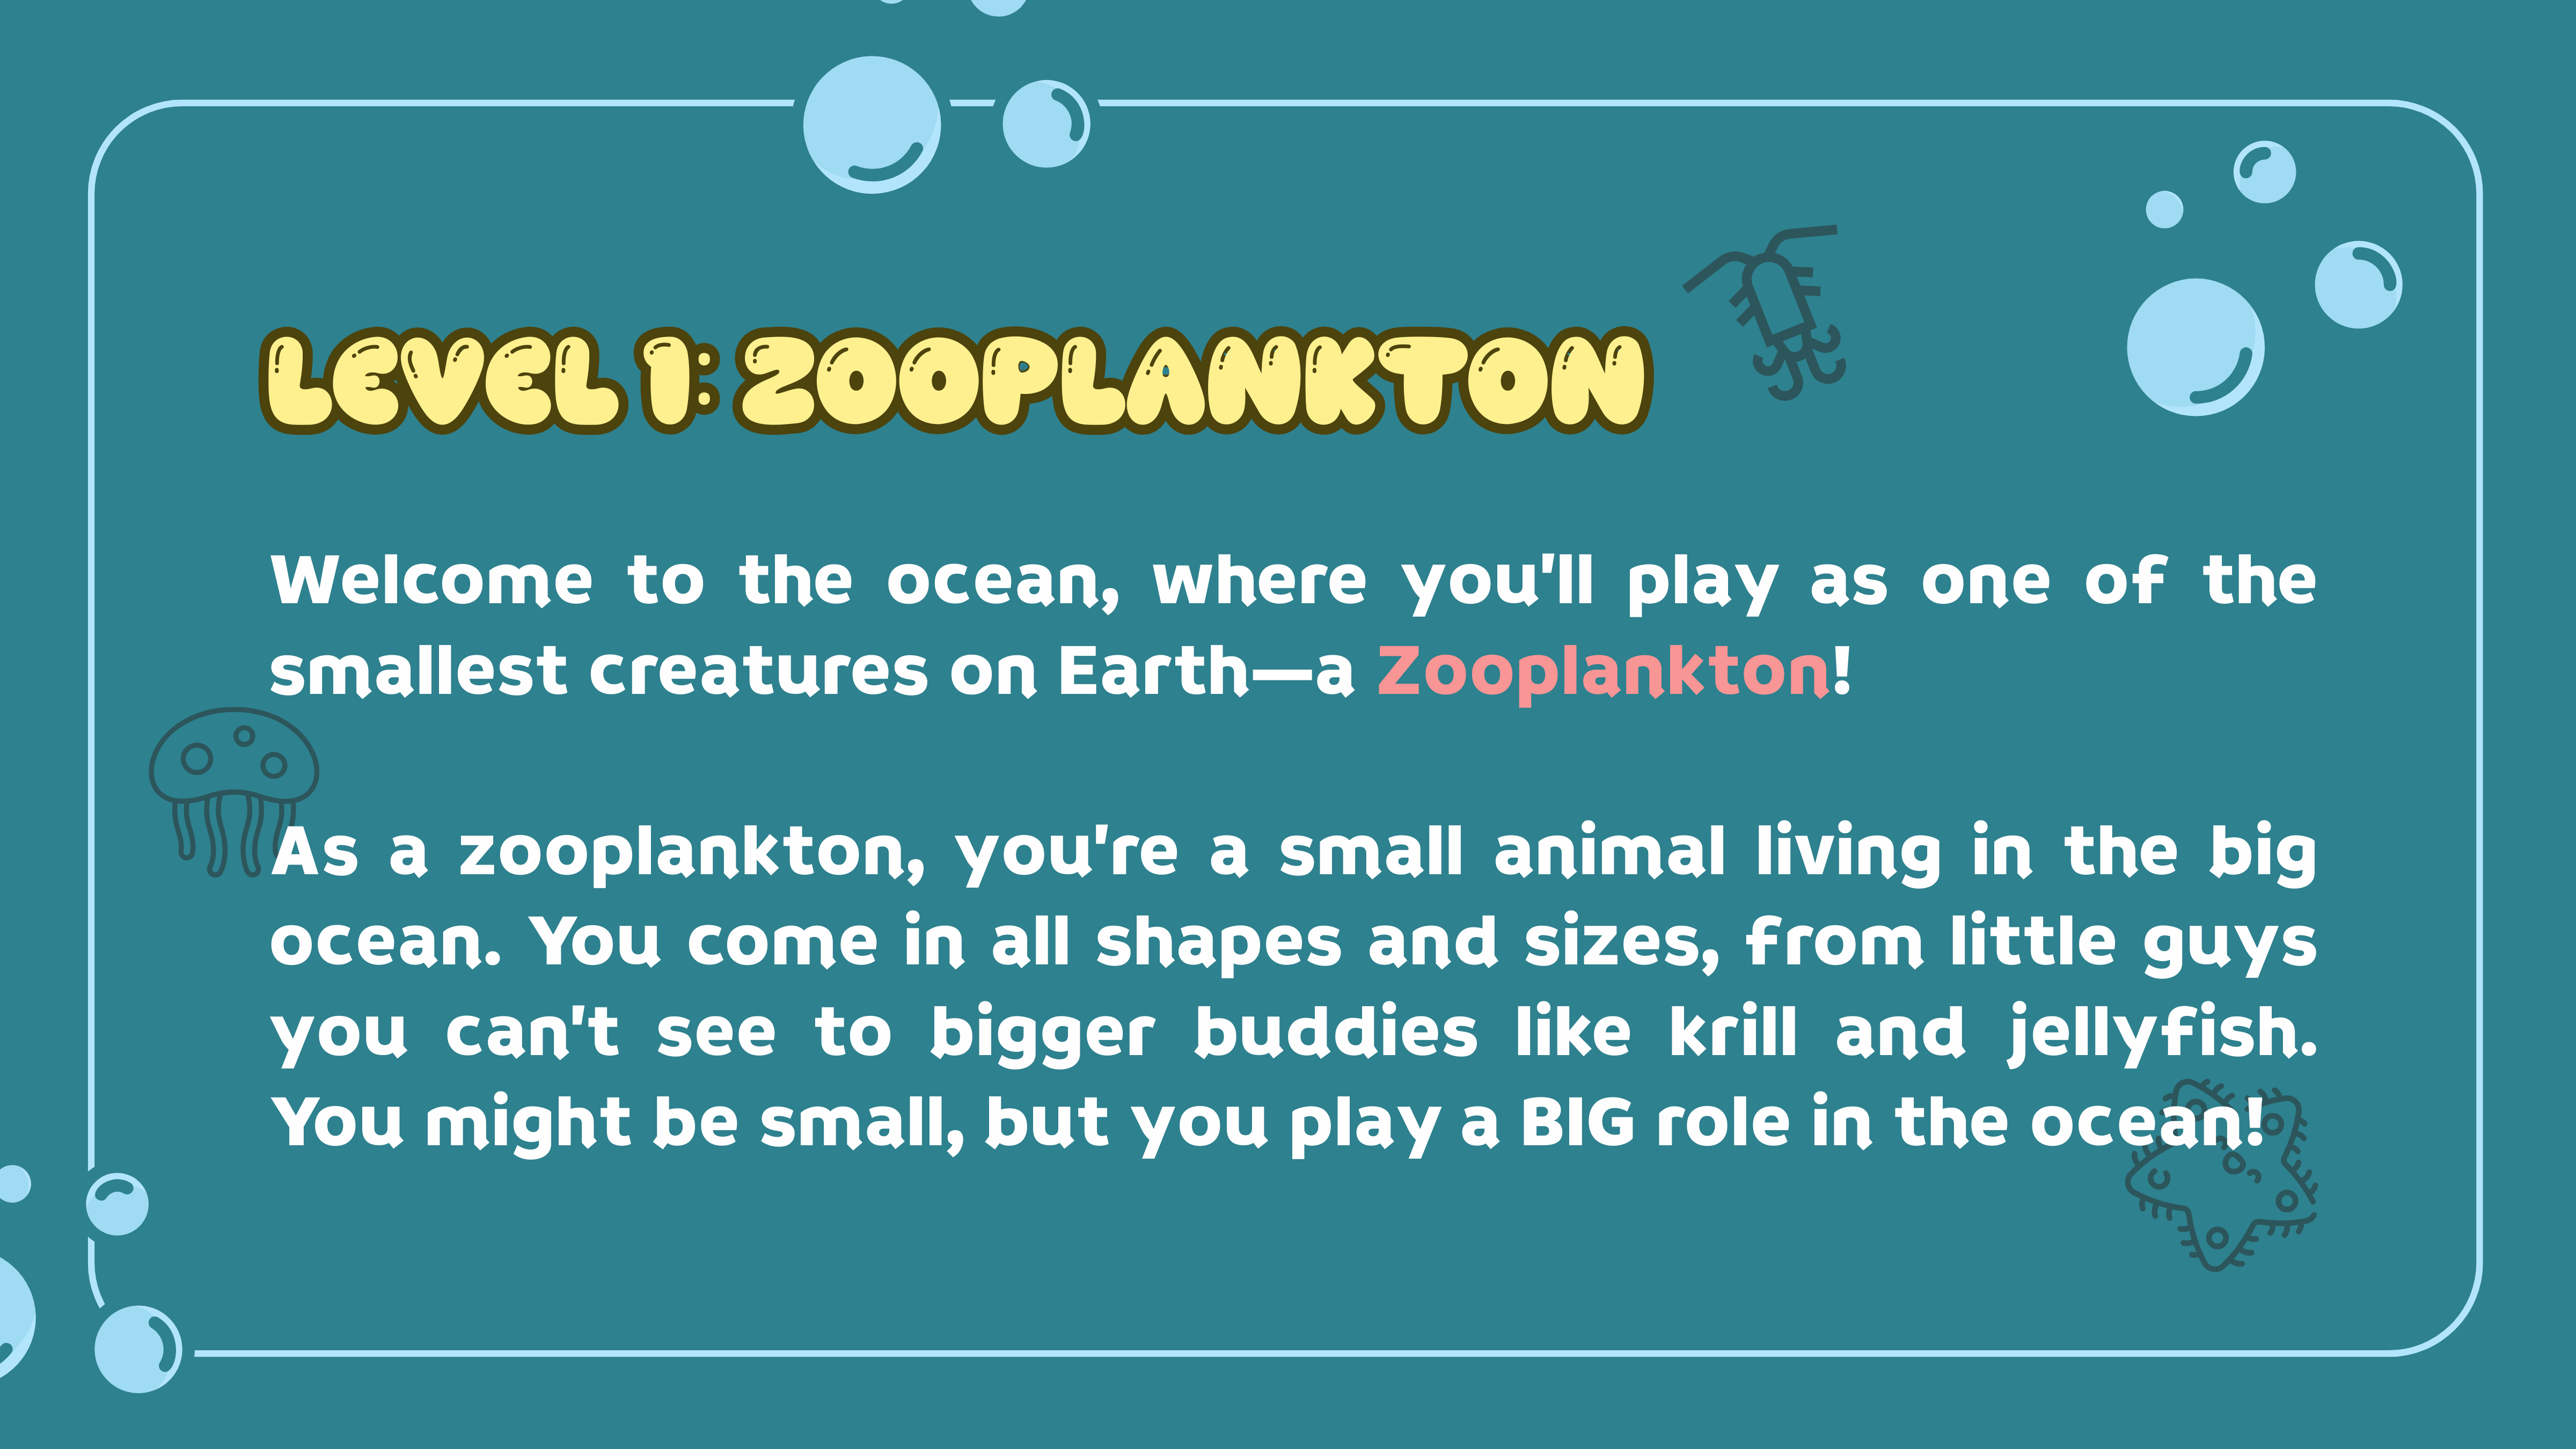 LEVEL 1: ZOOPLANKTON
Welcome to the ocean, where you'll play as one of the
smallest creatures on Earth—a Zooplankton!
As a zooplankton, you're a small animal living in the big
ocean. You come in all shapes and sizes, from little guys
you can't see to bigger buddies like krill and jellyfish.
You might be small, but you play a BIG role in the ocean!